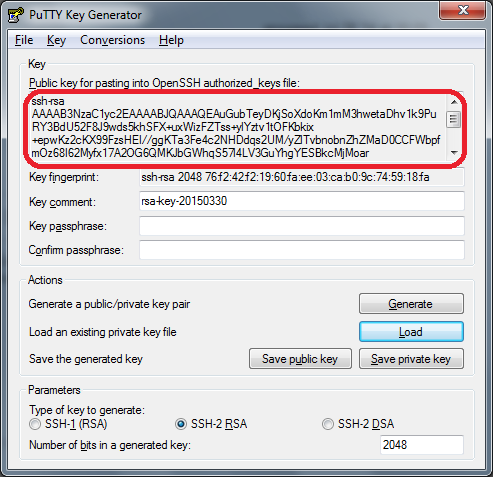 PuTTY Key Generator
File Key Conversions Help
Key
Public key for pasting into OpenSSH authorized_keys file:
ssh-rsa
AAAAB3NzaC1yc2EAAAABJQAAAQEAuGubTeyDKjSoXdoKm1mM3hwetaDhv1k9Pu
RY3BdU52F8J9wds5khSFX+uxWizFZTss+ylYztv1tOFKbkix
+epwKz2cKX99FzsHEl//ggKTa3Fe4c2NHDdqs2UM/yZlTvbnobnZhZMaD0CCFWbpf
mOz68I62Myfx17A2OG6QMKJbGWhqS57l4LV3GuYhgYESBkcMjMoar
Key fingerprint: ssh-rsa 2048 76:f2:42:f2:19:60:fa:ee:03:ca:b0:9c:74:59:18:fa
Key comment: rsa-key-20150330
Key passphrase:
Confirm passphrase:
Actions
Generate a public/private key pair Generate
Load an existing private key file Load
Save the generated key Save public key Save private key
Parameters
Type of key to generate:
SSH-1 (RSA) SSH-2 RSA SSH-2 DSA
Number of bits in a generated key: 2048